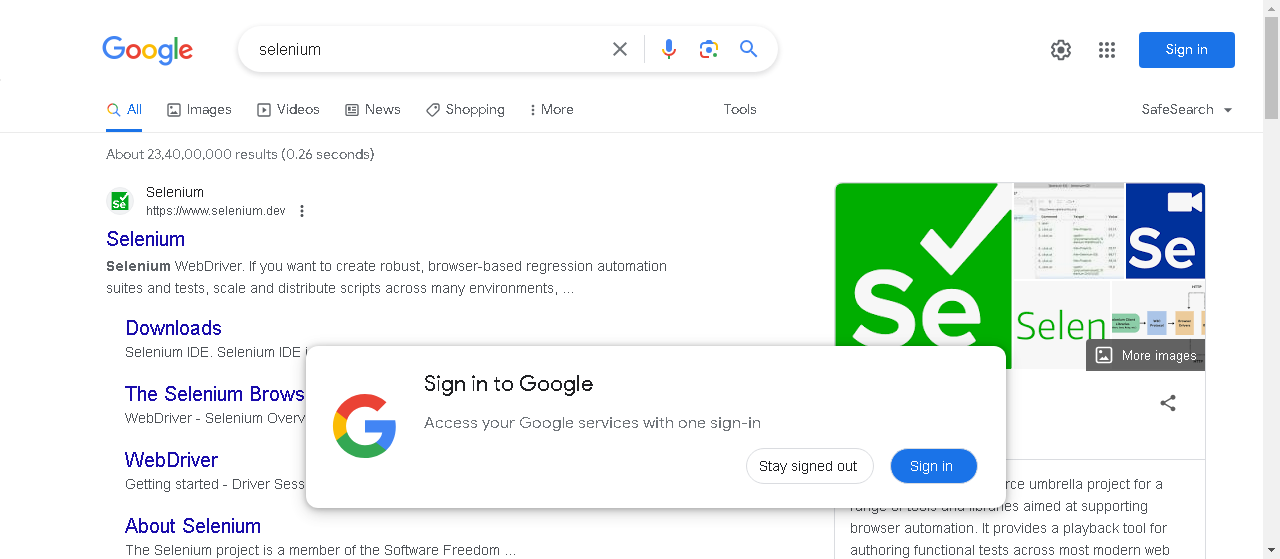 Google
selenium
Sign in
All
Images
Videos
News
Shopping
More
Tools
SafeSearch
About 23,40,00,000 results (0.26 seconds)
Selenium
https://www.selenium.dev
Selenium
Selenium WebDriver. If you want to create robust, browser-based regression automation
suites and tests, scale and distribute scripts across many environments, ...
Downloads
Selenium IDE. Selenium IDE i
The Selenium Brows
WebDriver - Selenium Overv
WebDriver
Getting started - Driver Sess
About Selenium
The Selenium project is a member of the Software Freedom ...
Se
Se
Selen
More images
Sign in to Google
Access your Google services with one sign-in
Stay signed out
Sign in
rce umbrella project for a
range of tools and libraries aimed at supporting
browser automation. It provides a playback tool for
authoring functional tests across most modern web